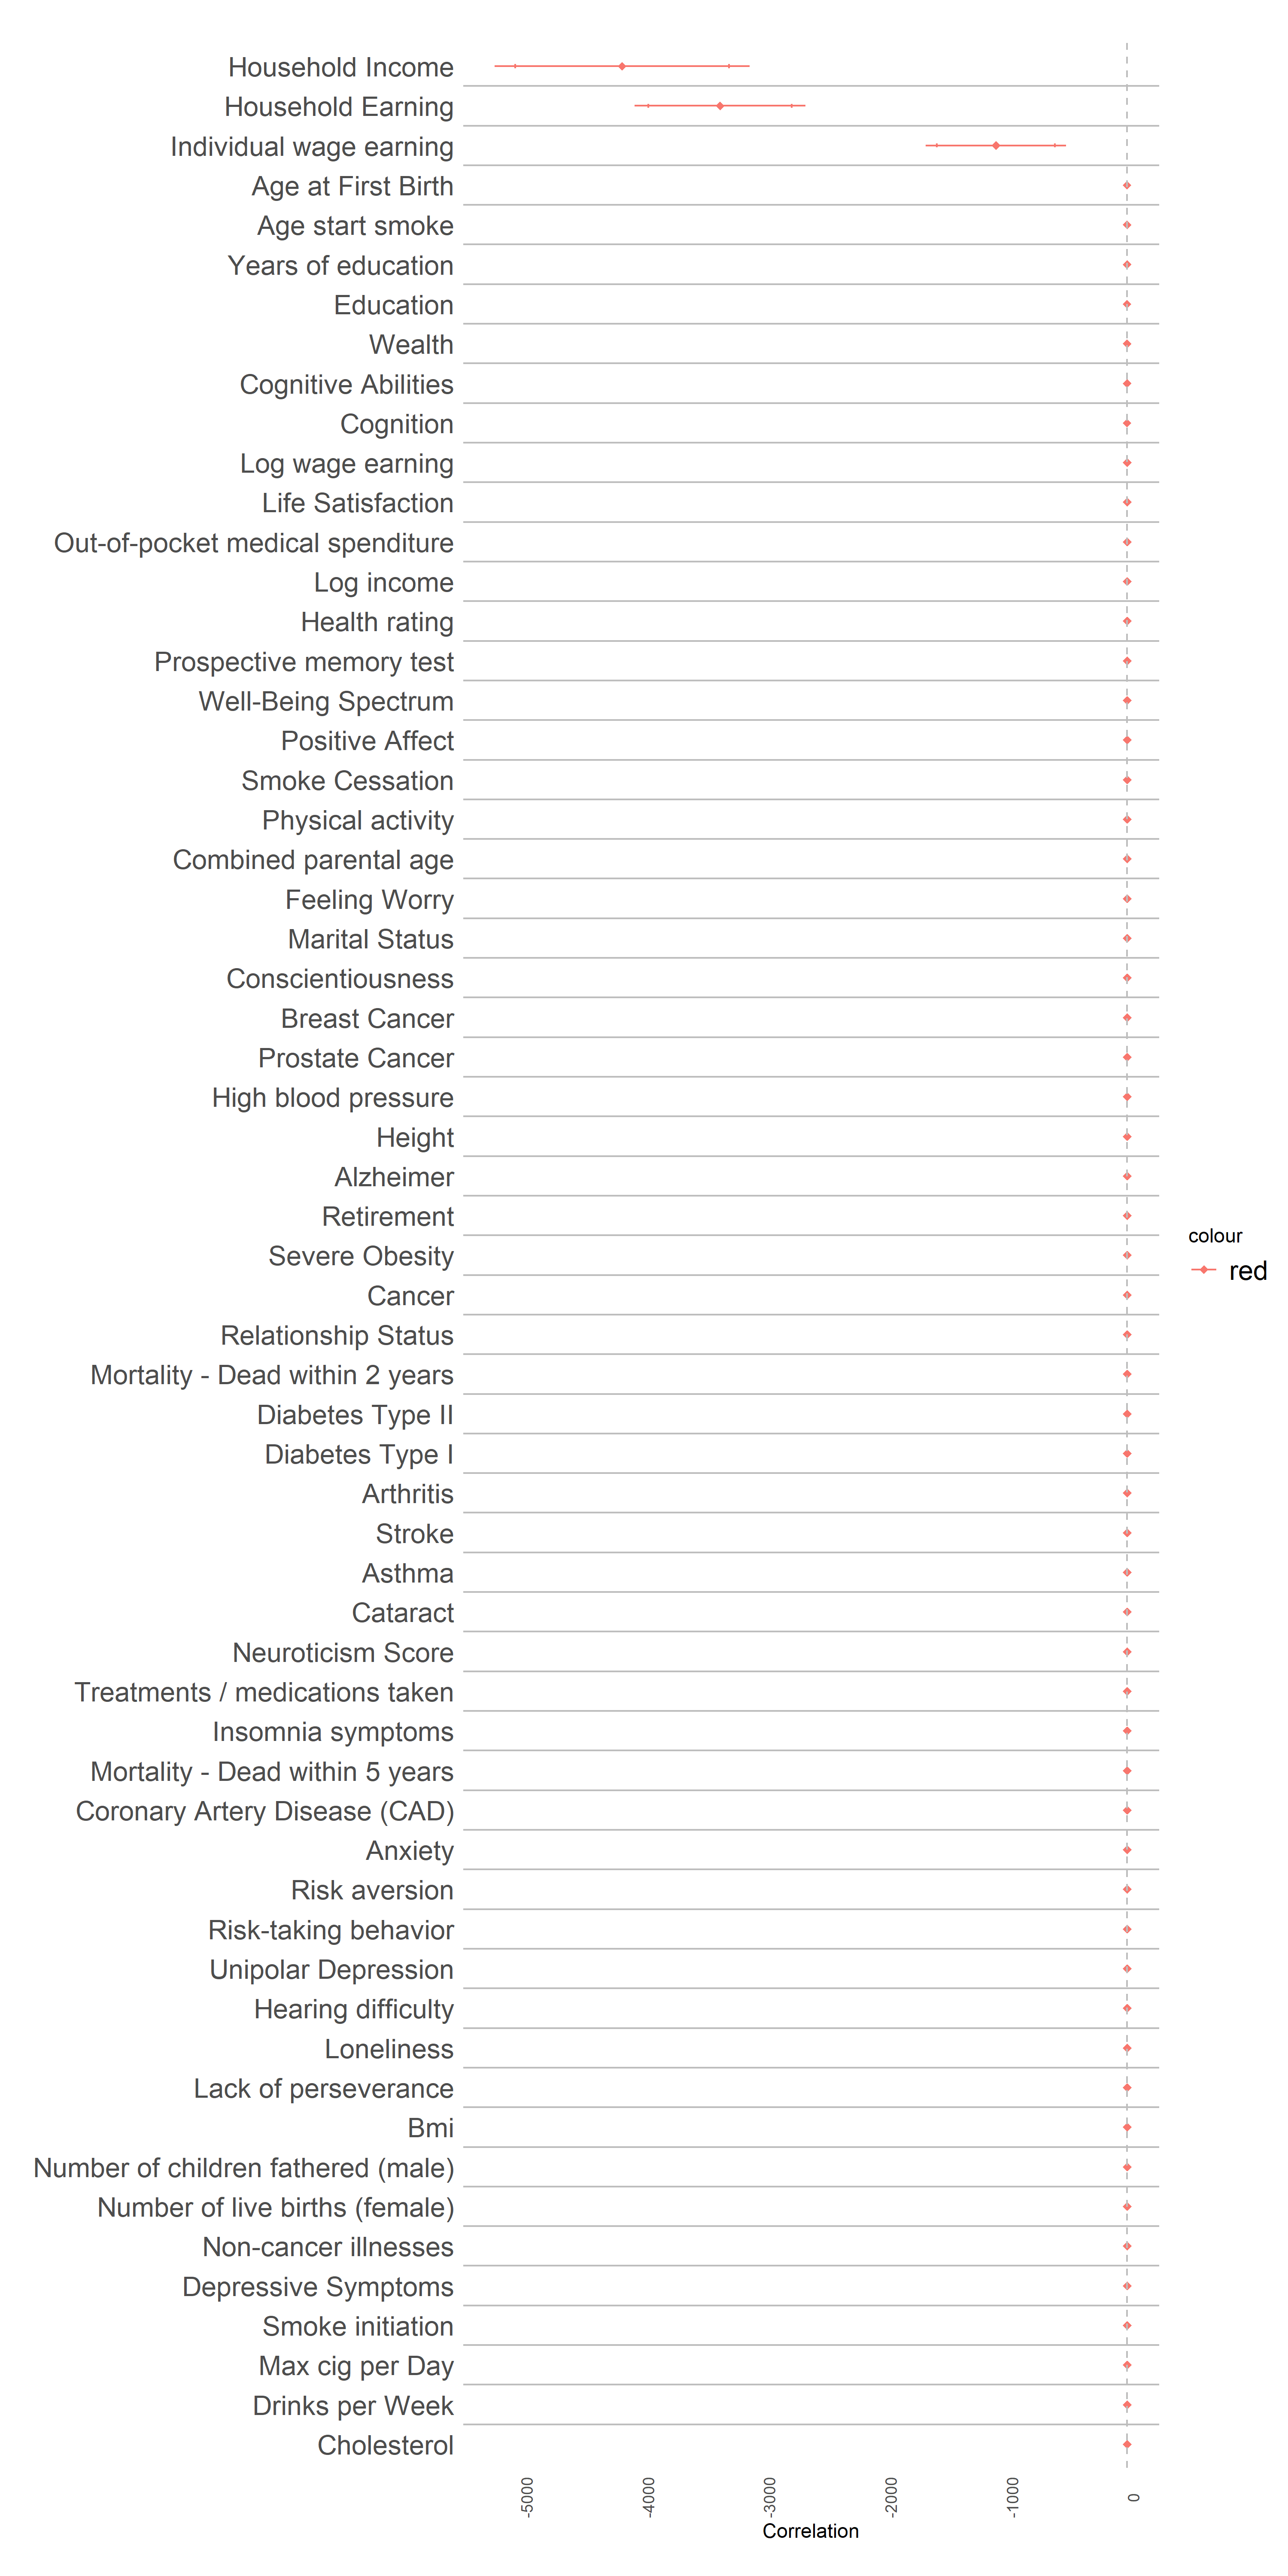 Household Income
Household Earning
Individual wage earning
Age at First Birth
Age start smoke
Years of education
Education
Wealth
Cognitive Abilities
Cognition
Log wage earning
Life Satisfaction
Out-of-pocket medical spenditure
Log income
Health rating
Prospective memory test
Well-Being Spectrum
Positive Affect
Smoke Cessation
Physical activity
Combined parental age
Feeling Worry
Marital Status
Conscientiousness
Breast Cancer
Prostate Cancer
High blood pressure
Height
Alzheimer
Retirement
Severe Obesity
colour
red
Cancer
Relationship Status
Mortality - Dead within 2 years
Diabetes Type II
Diabetes Type I
Arthritis
Stroke
Asthma
Cataract
Neuroticism Score
Treatments / medications taken
Insomnia symptoms
Mortality - Dead within 5 years
Coronary Artery Disease (CAD)
Anxiety
Risk aversion
Risk-taking behavior
Unipolar Depression
Hearing difficulty
Loneliness
Lack of perseverance
Bmi
Number of children fathered (male)
Number of live births (female)
Non-cancer illnesses
Depressive Symptoms
Smoke initiation
Max cig per Day
Drinks per Week
Cholesterol
-5000
-4000
-3000
-2000
-1000
0
Correlation